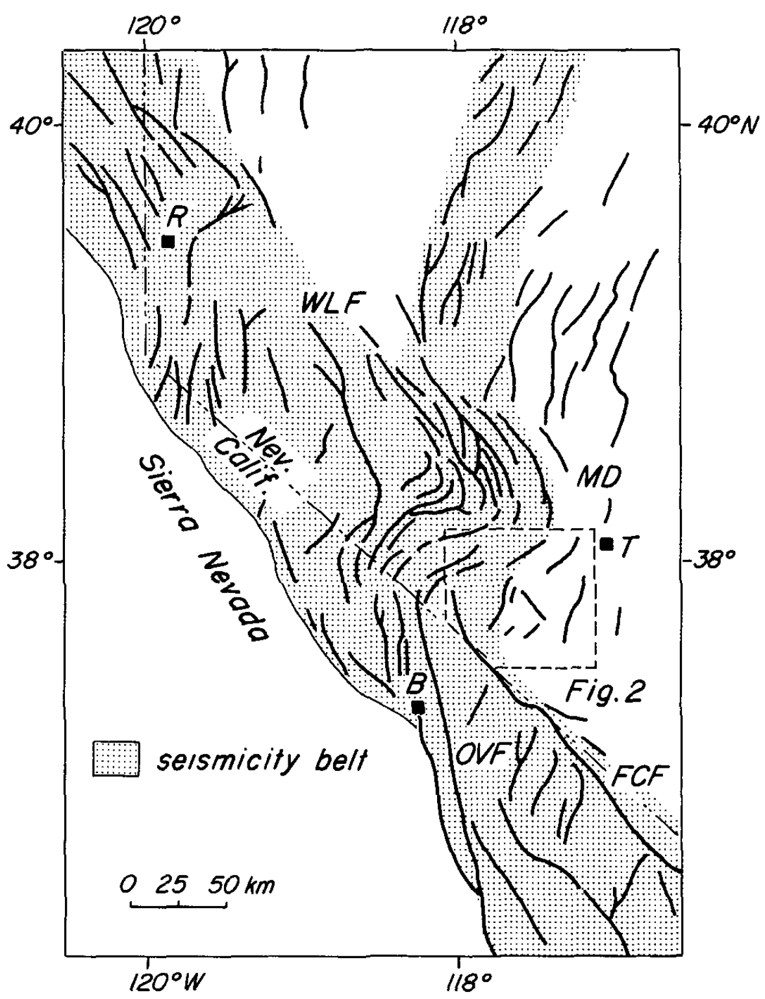 120° 118°
40° 40°N
R
WLF
Nev.
Calif.
Sierra Nevada
MD
38° T 38°
B
Fig.2
OVF
FCF
seismicity belt
0 25 50 km
120°W 118°